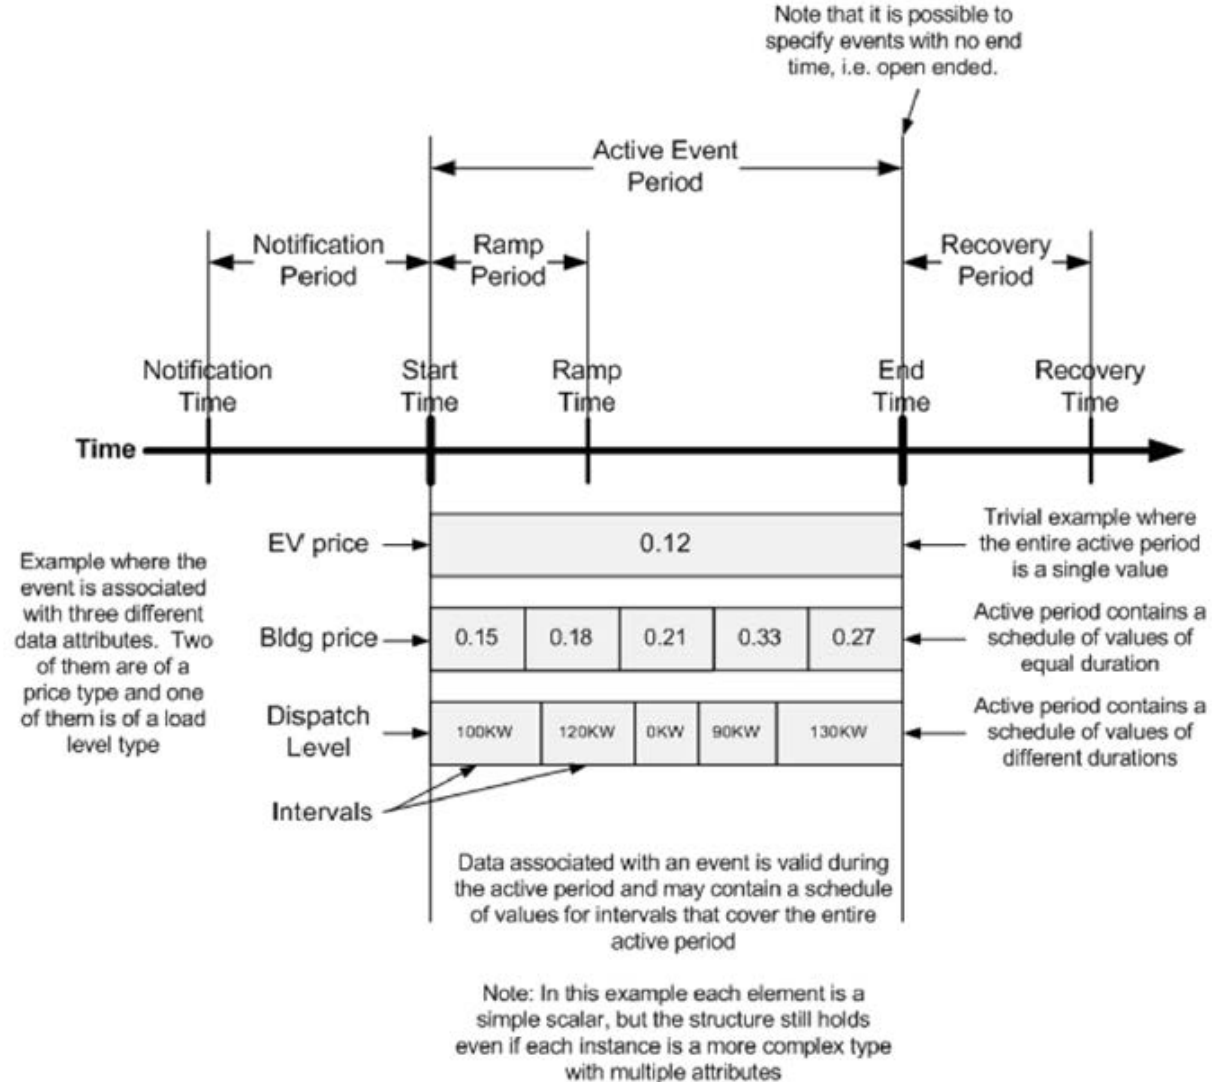 Note that it is possible to
specify events with no end
time, i.e. open ended.
Active Event
Period
Notification
Period
Ramp
Period
Recovery
Period
Notification
Time
Start
Time
Ramp
Time
End
Time
Recovery
Time
Time
EV price
0.12
Trivial example where
the entire active period
is a single value
Example where the
event is associated
with three different
data attributes. Two
of them are of a
price type and one
of them is of a load
level type
Bldg price
0.15 0.18 0.21 0.33 0.27
Active period contains a
schedule of values of
equal duration
Dispatch
Level
100KW 120KW 0KW 90KW 130KW
Active period contains a
schedule of values of
different durations
Intervals
Data associated with an event is valid during
the active period and may contain a schedule
of values for intervals that cover the entire
active period
Note: In this example each element is a
simple scalar, but the structure still holds
even if each instance is a more complex type
with multiple attributes